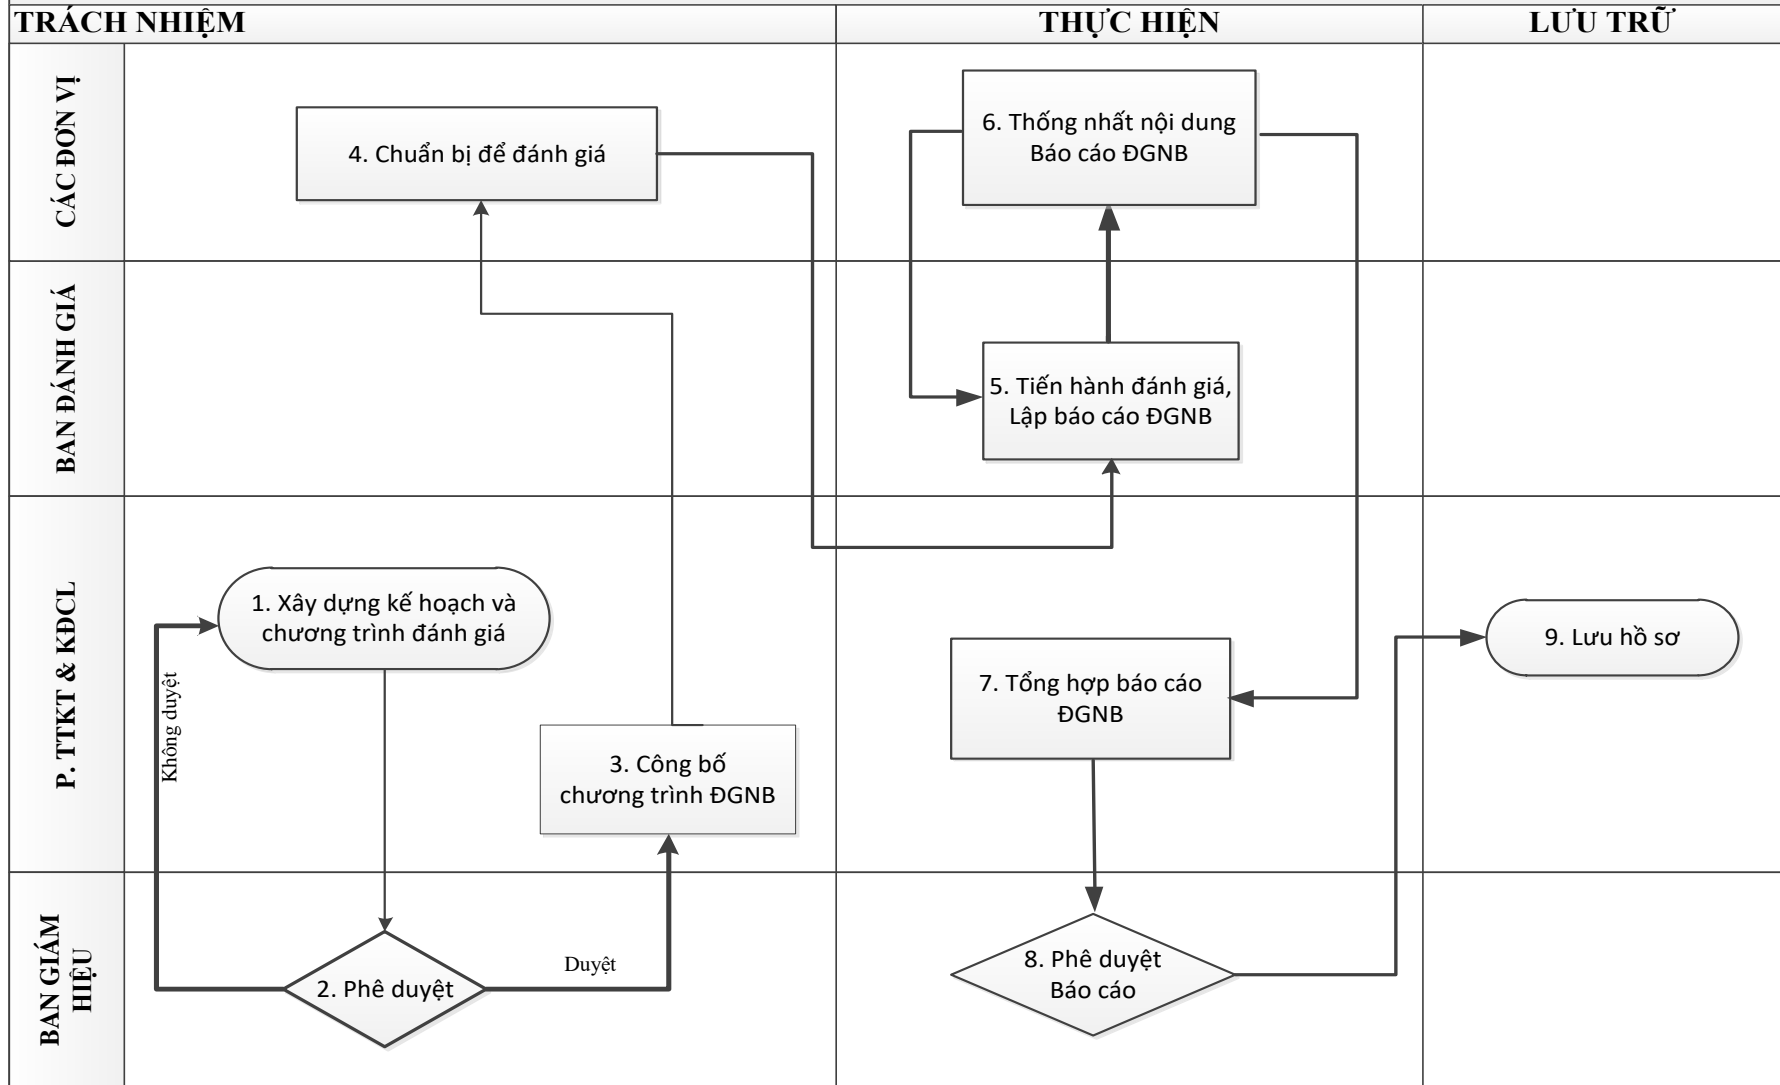 TRÁCH NHIỆM
THỰC HIỆN
LƯU TRỮ
CÁC ĐƠN VỊ
4. Chuẩn bị để đánh giá
6. Thống nhất nội dung
Báo cáo ĐGNB
BAN ĐÁNH GIÁ
5. Tiến hành đánh giá,
Lập báo cáo ĐGNB
P. TTKT & KĐCL
1. Xây dựng kế hoạch và
chương trình đánh giá
Không duyệt
3. Công bố
chương trình ĐGNB
7. Tổng hợp báo cáo
ĐGNB
9. Lưu hồ sơ
BAN GIÁM
HIỆU
2. Phê duyệt
Duyệt
8. Phê duyệt
Báo cáo